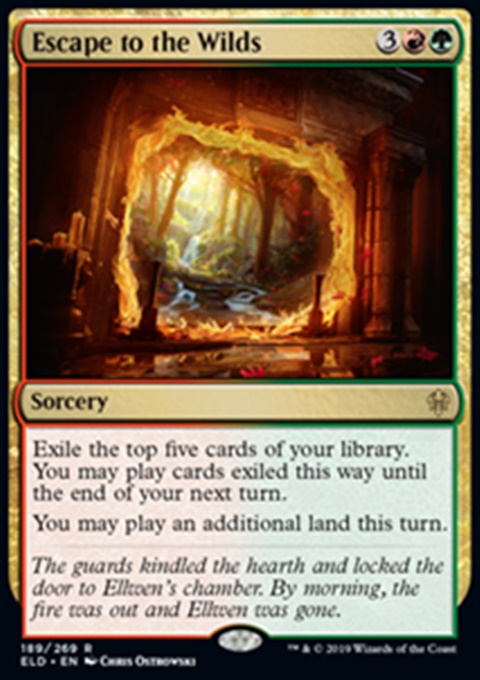 Escape to the Wilds 3
Sorcery
Exile the top five cards of your library.
You may play cards exiled this way until
the end of your next turn.
You may play an additional land this turn.
The guards kindled the hearth and locked the
door to Ellwen's chamber. By morning, the
fire was out and Ellwen was gone.
189/269 R
ELD • EN Chris Ostrowski
™ & © 2019 Wizards of the Coast